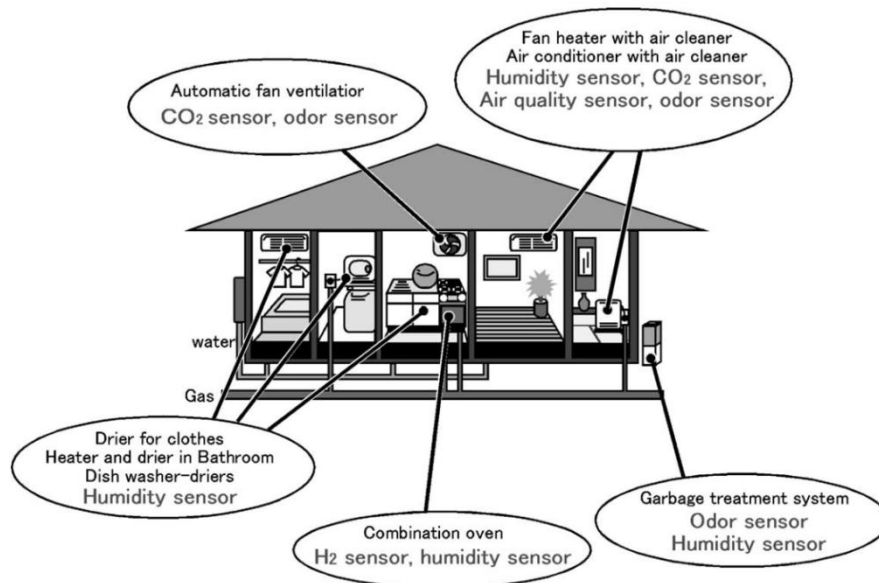 Fan heater with air cleaner
Air conditioner with air cleaner
Humidity sensor, CO2 sensor,
Air quality sensor, odor sensor
Automatic fan ventilatior
CO2 sensor, odor sensor
water
Gas
Drier for clothes
Heater and drier in Bathroom
Dish washer-driers
Humidity sensor
Combination oven
H2 sensor, humidity sensor
Garbage treatment system
Odor sensor
Humidity sensor